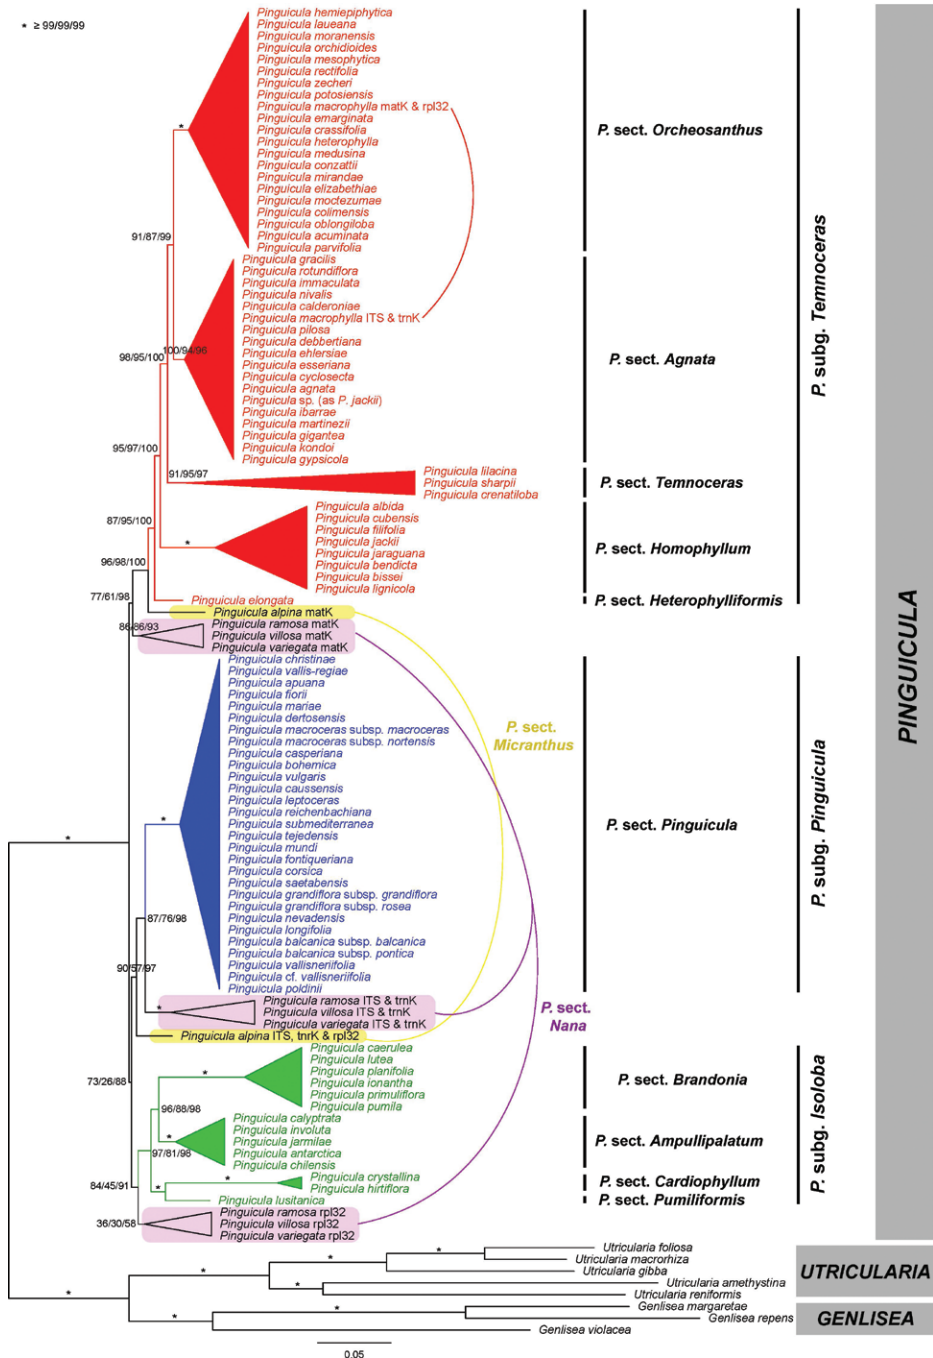 * ≥ 99/99/99
Pinguicula hemiepiphytica
Pinguicula laueana
Pinguicula moranensis
Pinguicula orchidioides
Pinguicula mesophytica
Pinguicula rectifolia
Pinguicula zecheri
Pinguicula potosiensis
Pinguicula macrophylla matK & rpl32
Pinguicula emarginata
Pinguicula crassifolia
Pinguicula heterophylla
Pinguicula medusina
Pinguicula conzattii
Pinguicula mirandae
Pinguicula elizabethiae
Pinguicula moctezumae
Pinguicula colimensis
Pinguicula oblongiloba
Pinguicula acuminata
Pinguicula parvifolia
*
P. sect. Orcheosanthus
91/87/99
Pinguicula gracilis
Pinguicula rotundiflora
Pinguicula immaculata
Pinguicula nivalis
Pinguicula calderoniae
Pinguicula macrophylla ITS & trnK
Pinguicula pilosa
Pinguicula debbertiana
Pinguicula ehlersiae
Pinguicula esseriana
Pinguicula cyclosecta
Pinguicula agnata
Pinguicula sp. (as P. jackii)
Pinguicula ibarrae
Pinguicula martinezii
Pinguicula gigantea
Pinguicula kondoi
Pinguicula gypsicola
98/95/100
100/94/96
P. sect. Agnata
P. subg. Temnoceras
95/97/100
91/95/97
Pinguicula lilacina
Pinguicula sharpii
Pinguicula crenatiloba
P. sect. Temnoceras
87/95/100
*
Pinguicula albida
Pinguicula cubensis
Pinguicula filifolia
Pinguicula jackii
Pinguicula jaraguana
Pinguicula bendicta
Pinguicula bissei
Pinguicula lignicola
P. sect. Homophyllum
96/98/100
77/61/98
Pinguicula elongata
P. sect. Heterophylliformis
Pinguicula alpina matK
86/86/93
Pinguicula ramosa matK
Pinguicula villosa matK
Pinguicula variegata matK
PINGUICULA
Pinguicula christinae
Pinguicula vallis-regiae
Pinguicula apuana
Pinguicula fiorii
Pinguicula mariae
Pinguicula dertosensis
Pinguicula macroceras subsp. macroceras
Pinguicula macroceras subsp. nortensis
Pinguicula casperiana
Pinguicula bohemica
Pinguicula vulgaris
Pinguicula caussensis
Pinguicula leptoceras
Pinguicula reichenbachiana
Pinguicula submediterranea
Pinguicula tejedensis
Pinguicula mundi
Pinguicula fontiqueriana
Pinguicula corsica
Pinguicula saetabensis
Pinguicula grandiflora subsp. grandiflora
Pinguicula grandiflora subsp. rosea
Pinguicula nevadensis
Pinguicula longifolia
Pinguicula balcanica subsp. balcanica
Pinguicula balcanica subsp. pontica
Pinguicula vallisneriifolia
Pinguicula cf. vallisneriifolia
Pinguicula poldinii
P. sect.
Micranthus
*
*
P. sect. Pinguicula
P. subg. Pinguicula
87/76/98
90/57/97
*
Pinguicula ramosa ITS & trnK
Pinguicula villosa ITS & trnK
Pinguicula variegata ITS & trnK
P. sect.
Nana
Pinguicula alpina ITS, tnrK & rpl32
73/26/88
*
Pinguicula caerulea
Pinguicula lutea
Pinguicula planifolia
Pinguicula ionantha
Pinguicula primuliflora
Pinguicula pumila
P. sect. Brandonia
P. subg. Isoloba
96/88/98
*
Pinguicula calyptrata
Pinguicula involuta
Pinguicula jarmilae
Pinguicula antarctica
Pinguicula chilensis
P. sect. Ampullipalatum
97/81/96
84/45/91
*
*
Pinguicula crystallina
Pinguicula hirtiflora
P. sect. Cardiophyllum
Pinguicula lusitanica
P. sect. Pumiliformis
36/30/58
Pinguicula ramosa rpl32
Pinguicula villosa rpl32
Pinguicula variegata rpl32
*
*
*
*
*
*
*
Utricularia foliosa
Utricularia macrorhiza
Utricularia gibba
Utricularia amethystina
Utricularia reniformis
UTRICULARIA
Genlisea margaretae
Genlisea repens
Genlisea violacea
GENLISEA
0.05